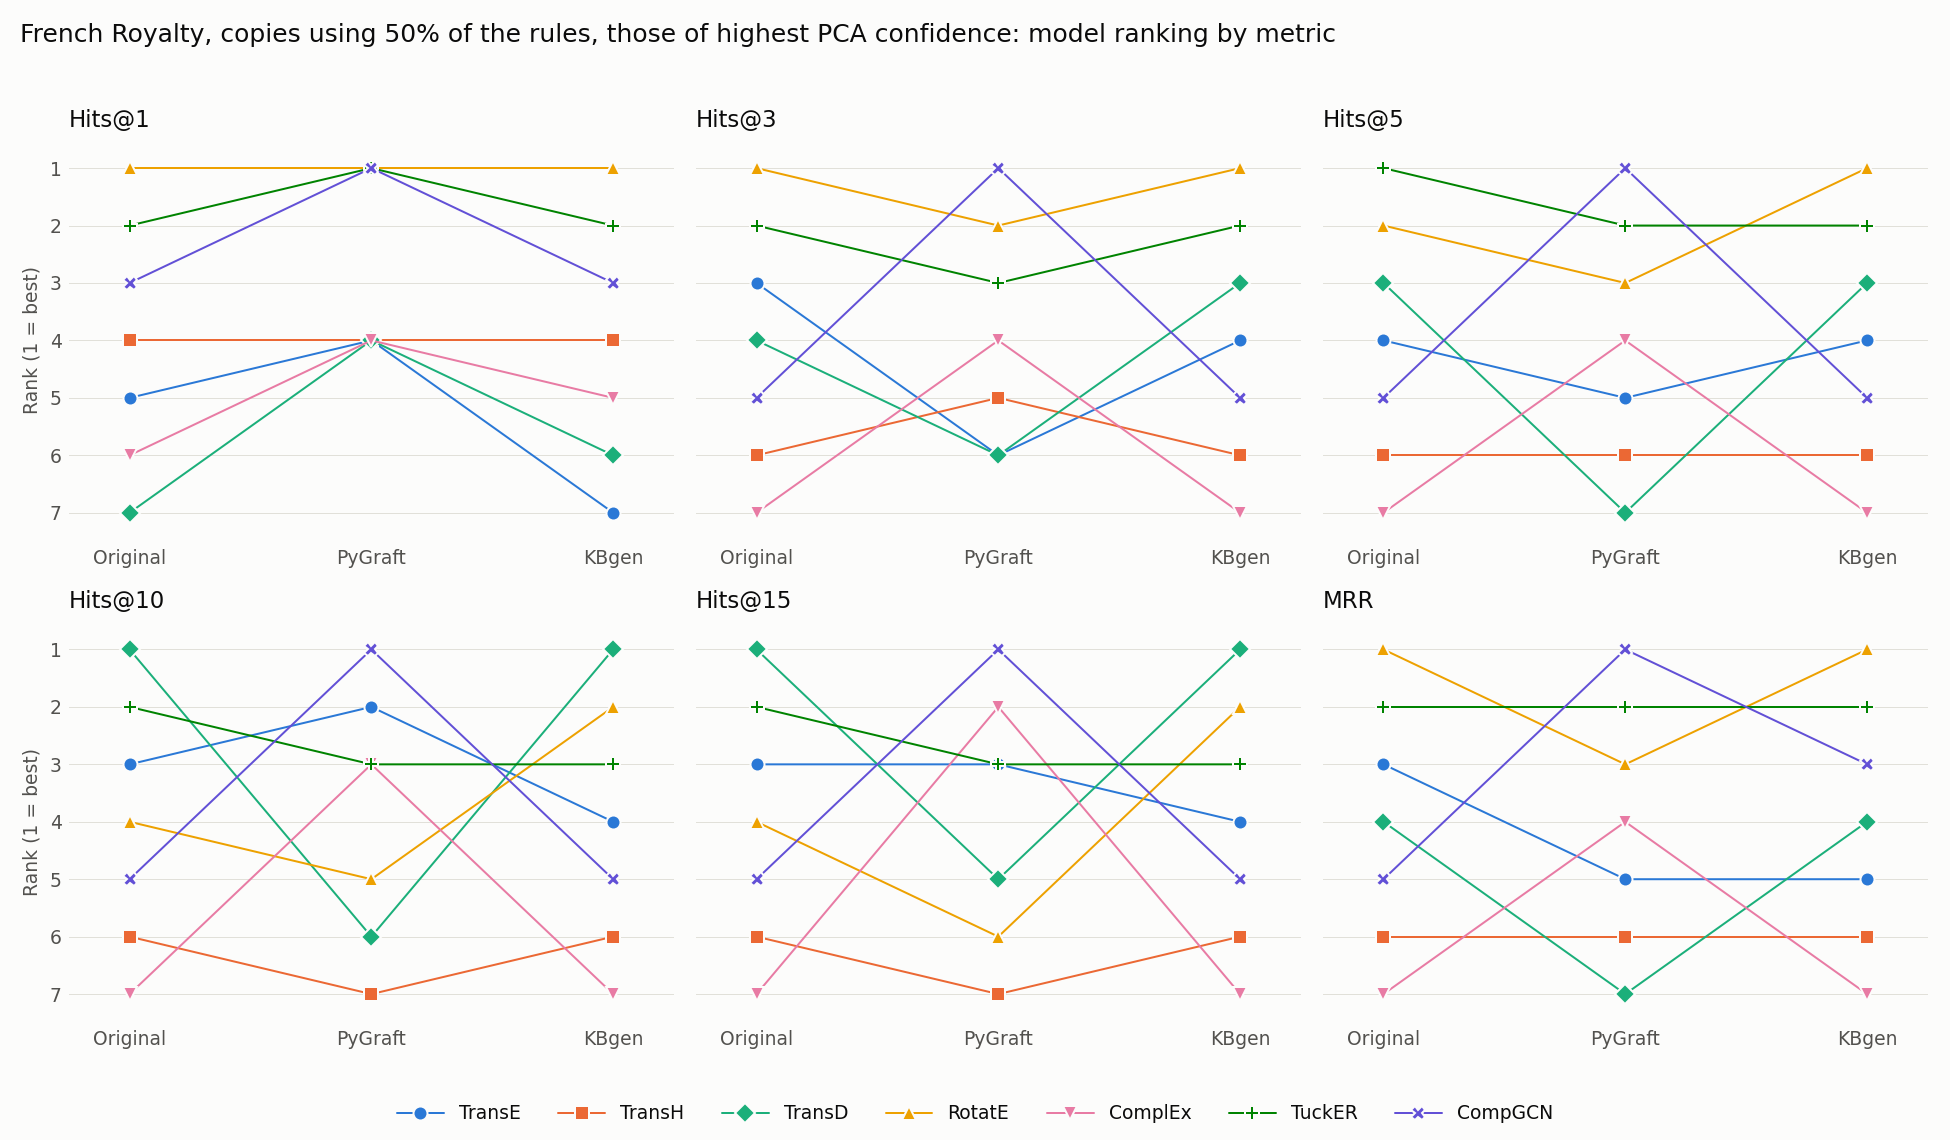 French Royalty, copies using 50% of the rules, those of highest PCA confidence: model ranking by metric
Hits@1
Hits@3
Hits@5
Rank (1 = best)
1
2
3
4
5
6
7
Original
PyGraft
KBgen
Original
PyGraft
KBgen
Original
PyGraft
KBgen
Hits@10
Hits@15
MRR
Rank (1 = best)
1
2
3
4
5
6
7
Original
PyGraft
KBgen
Original
PyGraft
KBgen
Original
PyGraft
KBgen
TransE
TransH
TransD
RotatE
ComplEx
TuckER
CompGCN